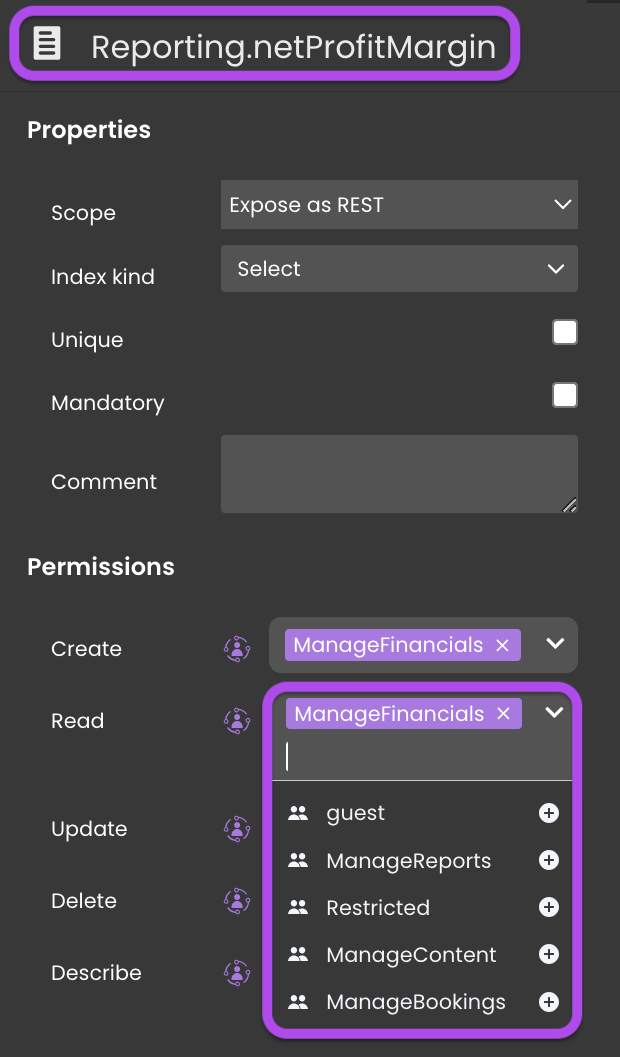 Reporting.netProfitMargin
Properties
Scope
Expose as REST
Index kind
Select
Unique
Mandatory
Comment
Permissions
Create
ManageFinancials
Read
ManageFinancials
guest
ManageReports
Update
Restricted
Delete
ManageContent
Describe
ManageBookings